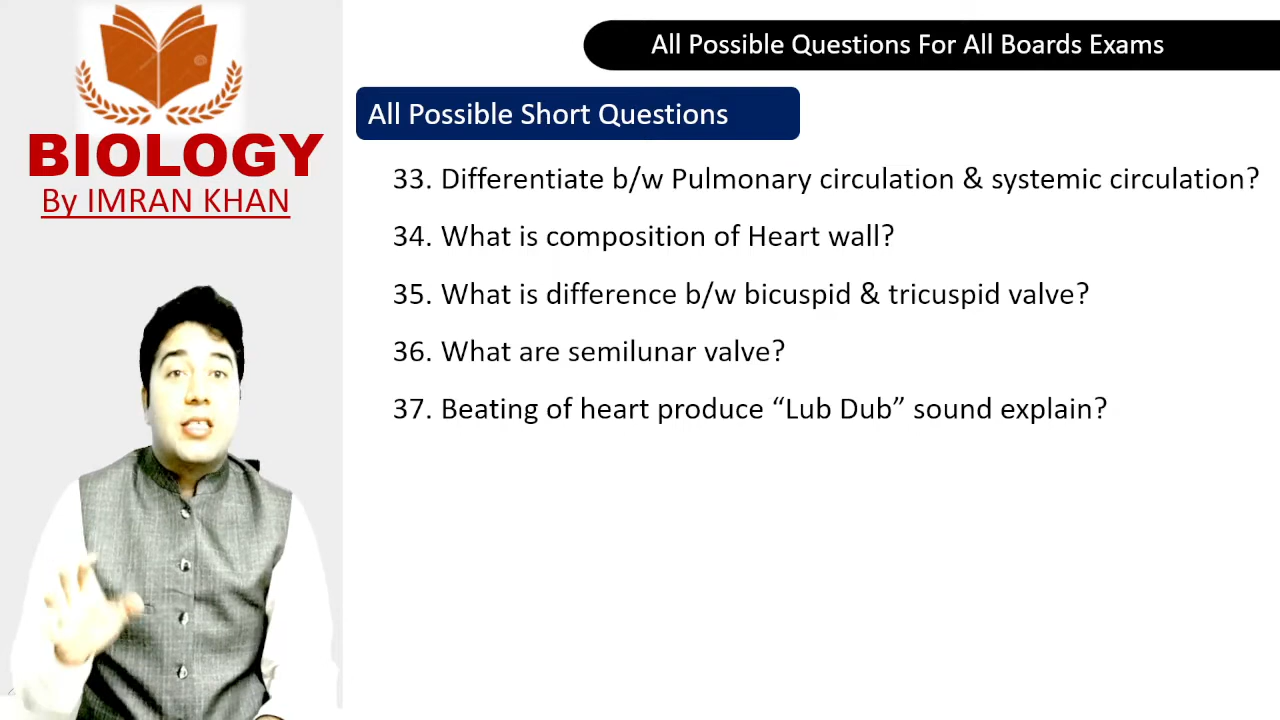 All Possible Questions For All Boards Exams
All Possible Short Questions
BIOLOGY
By IMRAN KHAN
33. Differentiate b/w Pulmonary circulation & systemic circulation?
34. What is composition of Heart wall?
35. What is difference b/w bicuspid & tricuspid valve?
36. What are semilunar valve?
37. Beating of heart produce “Lub Dub” sound explain?